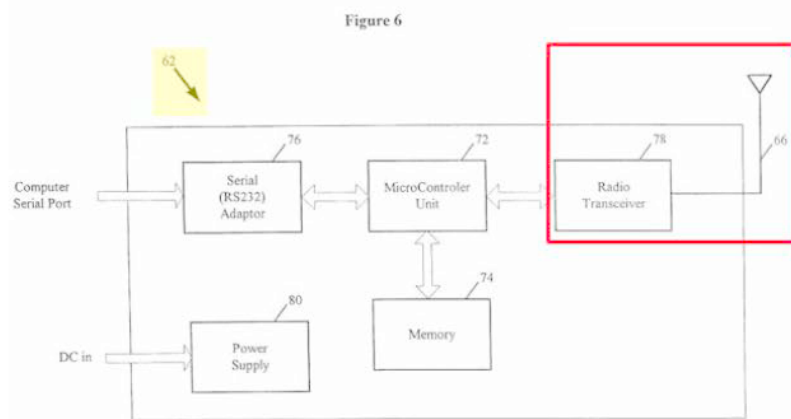 Figure 6
62
76
72
78
66
Computer
Serial Port
Serial
(RS232)
Adaptor
MicroControler
Unit
Radio
Transceiver
74
Memory
80
DC in
Power
Supply